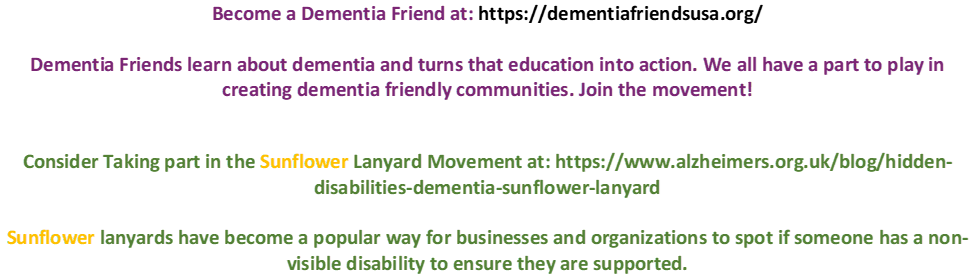 Become a Dementia Friend at: https://dementiafriendsusa.org/
Dementia Friends learn about dementia and turns that education into action. We all have a part to play in
creating dementia friendly communities. Join the movement!
Consider Taking part in the Sunflower Lanyard Movement at: https://www.alzheimers.org.uk/blog/hidden-
disabilities-dementia-sunflower-lanyard
Sunflower lanyards have become a popular way for businesses and organizations to spot if someone has a non-
visible disability to ensure they are supported.